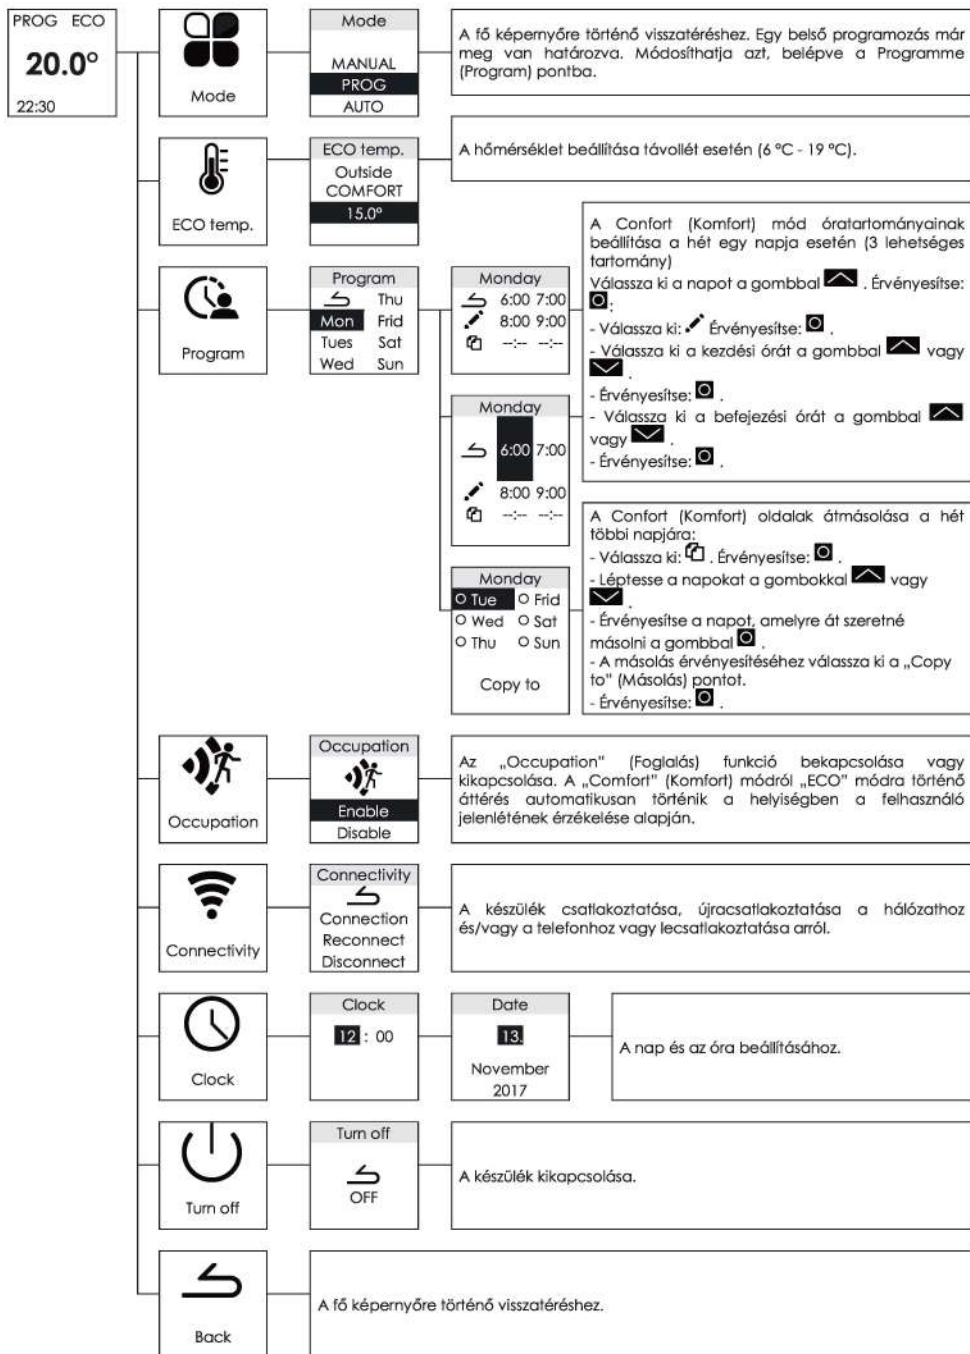 PROG ECO
20.0°
22:30
Mode
Mode
MANUAL
PROG
AUTO
A fő képernyőre történő visszatéréshez. Egy belső programozás már
meg van határozva. Módosíthatja azt, belépve a Programme
(Program) pontba.
ECO temp.
ECO temp.
Outside
COMFORT
15.0°
A hőmérséklet beállítása távollét esetén (6 °C - 19 °C).
Program
Program
Thu
Mon Frid
Tues Sat
Wed Sun
Monday
6:00 7:00
8:00 9:00
--:-- --:--
A Confort (Komfort) mód óratartományainak
beállítása a hét egy napja esetén (3 lehetséges
tartomány)
Válassza ki a napot a gombbal . Érvényesítse:
:
- Válassza ki: Érvényesítse: .
- Válassza ki a kezdési órát a gombbal vagy
.
- Érvényesítse: .
- Válassza ki a befejezési órát a gombbal
vagy .
- Érvényesítse: .
Monday
6:00 7:00
8:00 9:00
--:-- --:--
Monday
Tue Frid
Wed Sat
Thu Sun
Copy to
A Confort (Komfort) oldalak átmásolása a hét
többi napjára:
- Válassza ki: . Érvényesítse: .
- Léptesse a napokat a gombokkal vagy
.
- Érvényesítse a napot, amelyre át szeretné
másolni a gombbal .
- A másolás érvényesítéséhez válassza ki a „Copy
to" (Másolás) pontot.
- Érvényesítse: .
Occupation
Occupation
Enable
Disable
Az „Occupation" (Foglalás) funkció bekapcsolása vagy
kikapcsolása. A „Comfort" (Komfort) módról „ECO" módra történő
áttérés automatikusan történik a helyiségben a felhasználó
jelenlétének érzékelése alapján.
Connectivity
Connectivity
Connection
Reconnect
Disconnect
A készülék csatlakoztatása, újracsatlakoztatása a hálózathoz
és/vagy a telefonhoz vagy lecsatlakoztatása arról.
Clock
Clock
12 : 00
Date
13.
November
2017
A nap és az óra beállításához.
Turn off
Turn off
OFF
A készülék kikapcsolása.
Back
A fő képernyőre történő visszatéréshez.